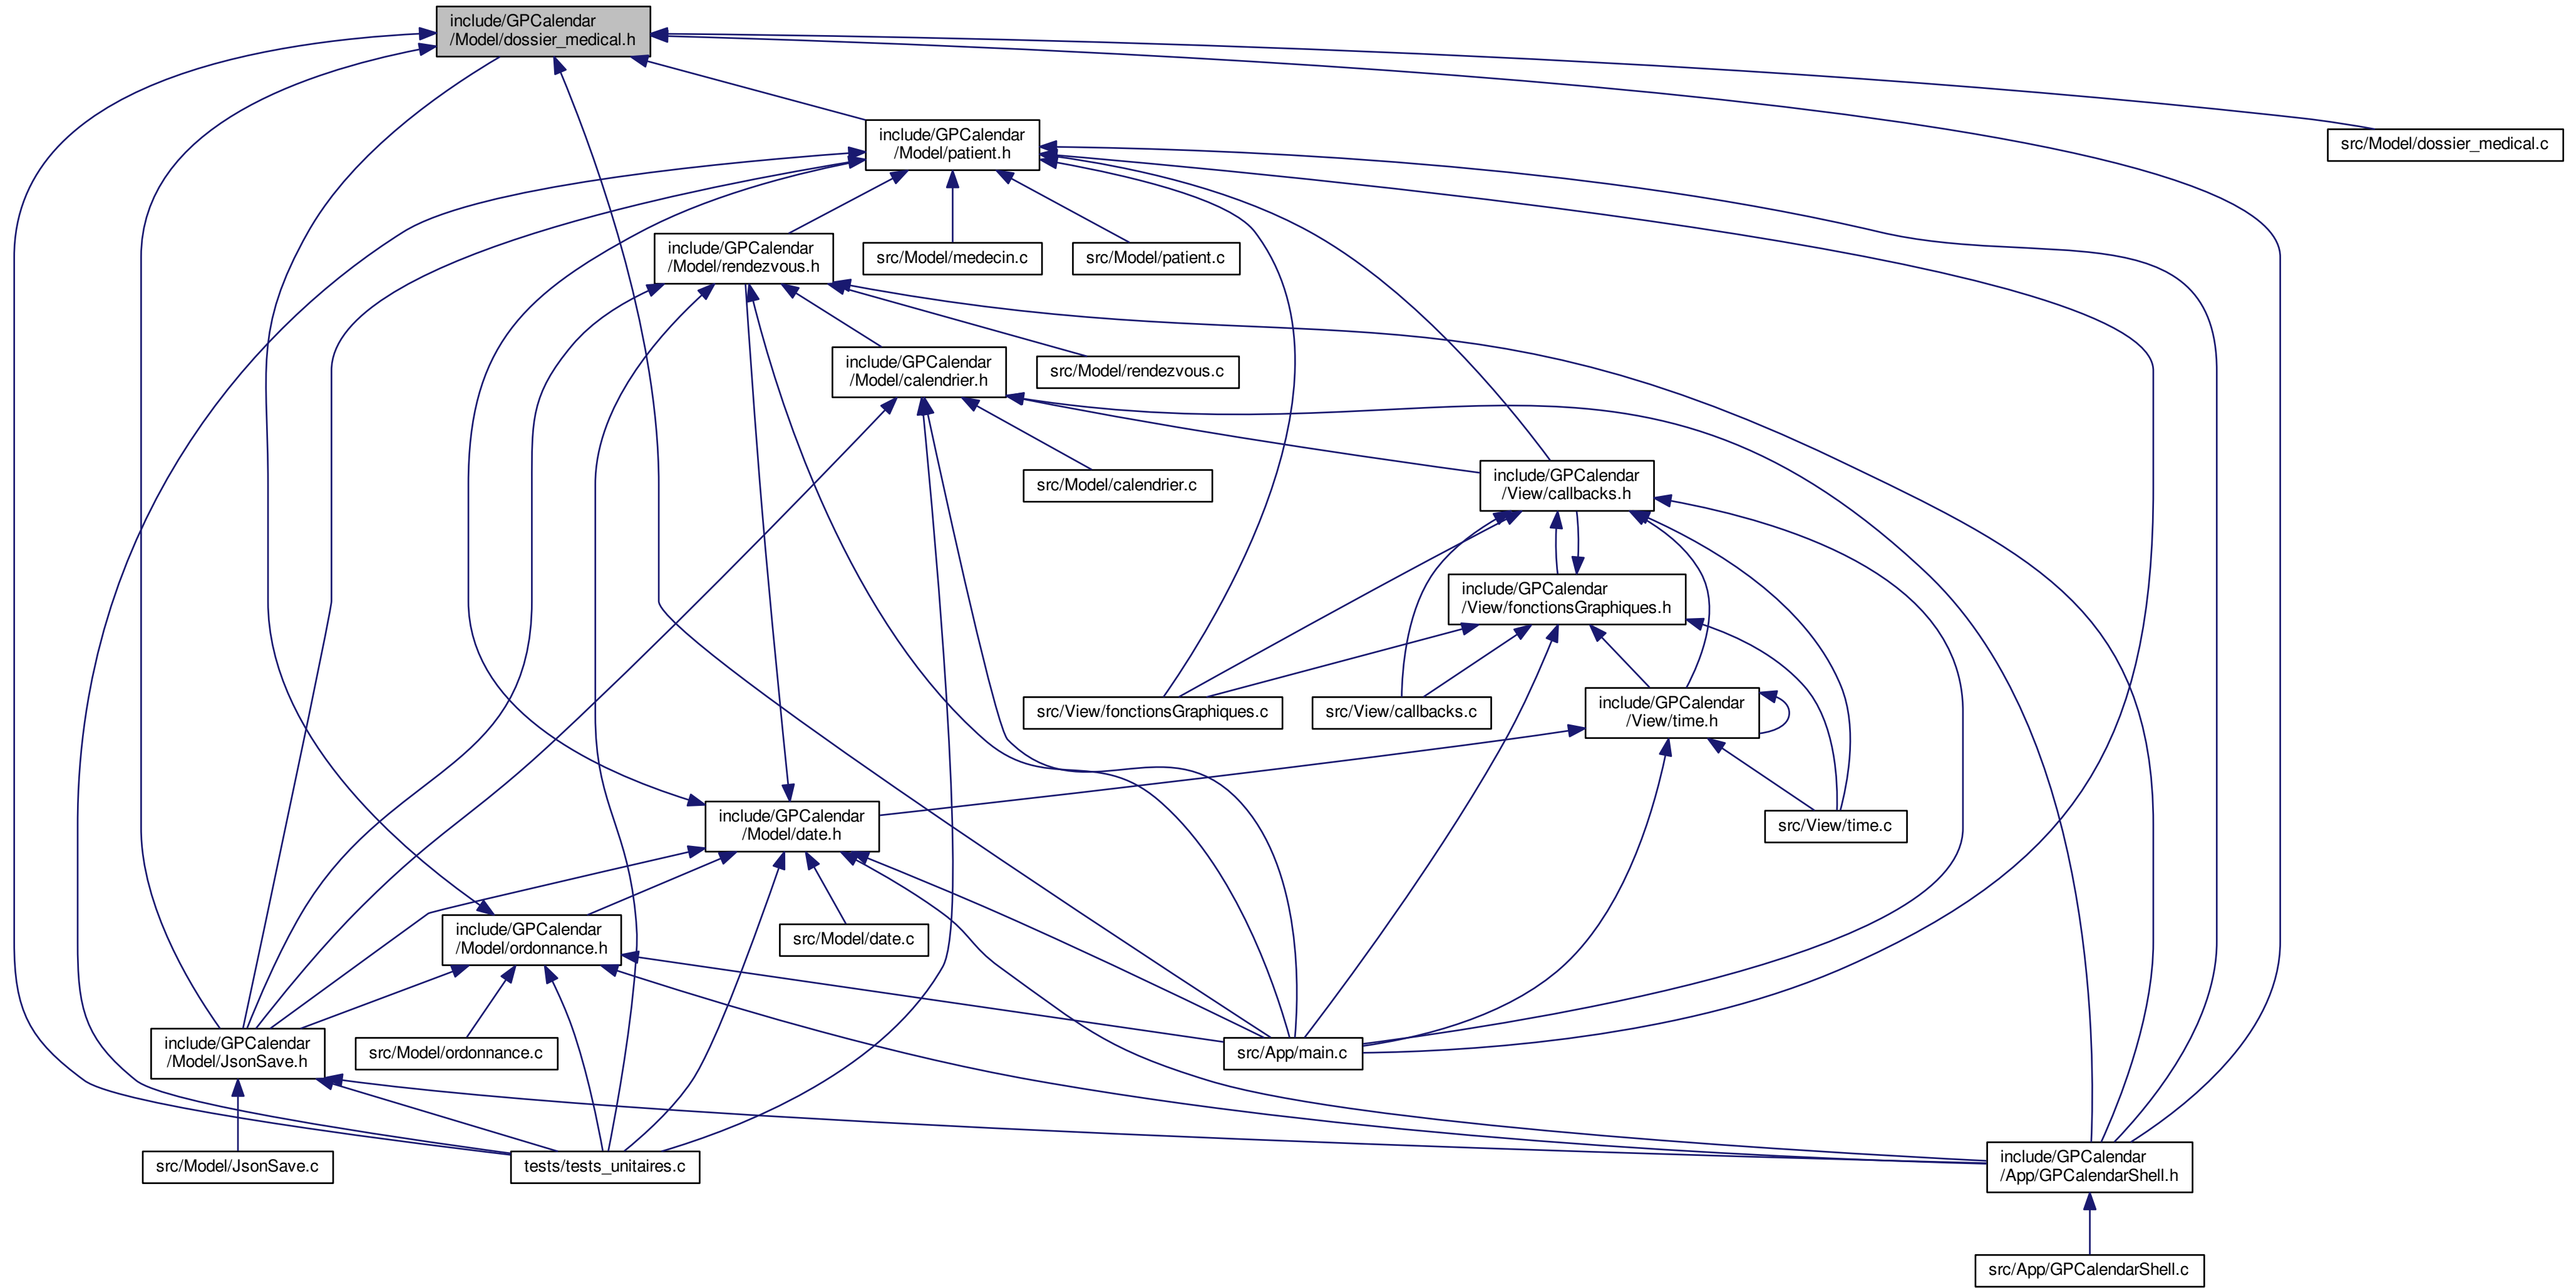 include/GPCalendar
/Model/dossier_medical.h
include/GPCalendar
/Model/patient.h
src/Model/dossier_medical.c
include/GPCalendar
/Model/rendezvous.h
src/Model/medecin.c
src/Model/patient.c
include/GPCalendar
/Model/calendrier.h
src/Model/rendezvous.c
include/GPCalendar
/View/callbacks.h
src/Model/calendrier.c
include/GPCalendar
/View/fonctionsGraphiques.h
src/View/fonctionsGraphiques.c
src/View/callbacks.c
include/GPCalendar
/View/time.h
include/GPCalendar
/Model/date.h
src/View/time.c
include/GPCalendar
/Model/ordonnance.h
src/Model/date.c
include/GPCalendar
/Model/JsonSave.h
src/Model/ordonnance.c
src/App/main.c
src/Model/JsonSave.c
tests/tests_unitaires.c
include/GPCalendar
/App/GPCalendarShell.h
src/App/GPCalendarShell.c